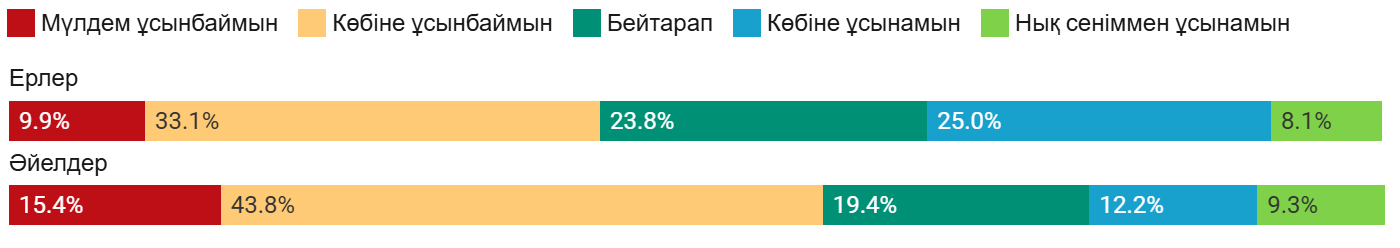 Мүлдем ұсынбаймын Көбіне ұсынбаймын Бейтарап Көбіне ұсынамын Нық сеніммен ұсынамын
Ерлер
9.9% 33.1% 23.8% 25.0% 8.1%
Әйелдер
15.4% 43.8% 19.4% 12.2% 9.3%